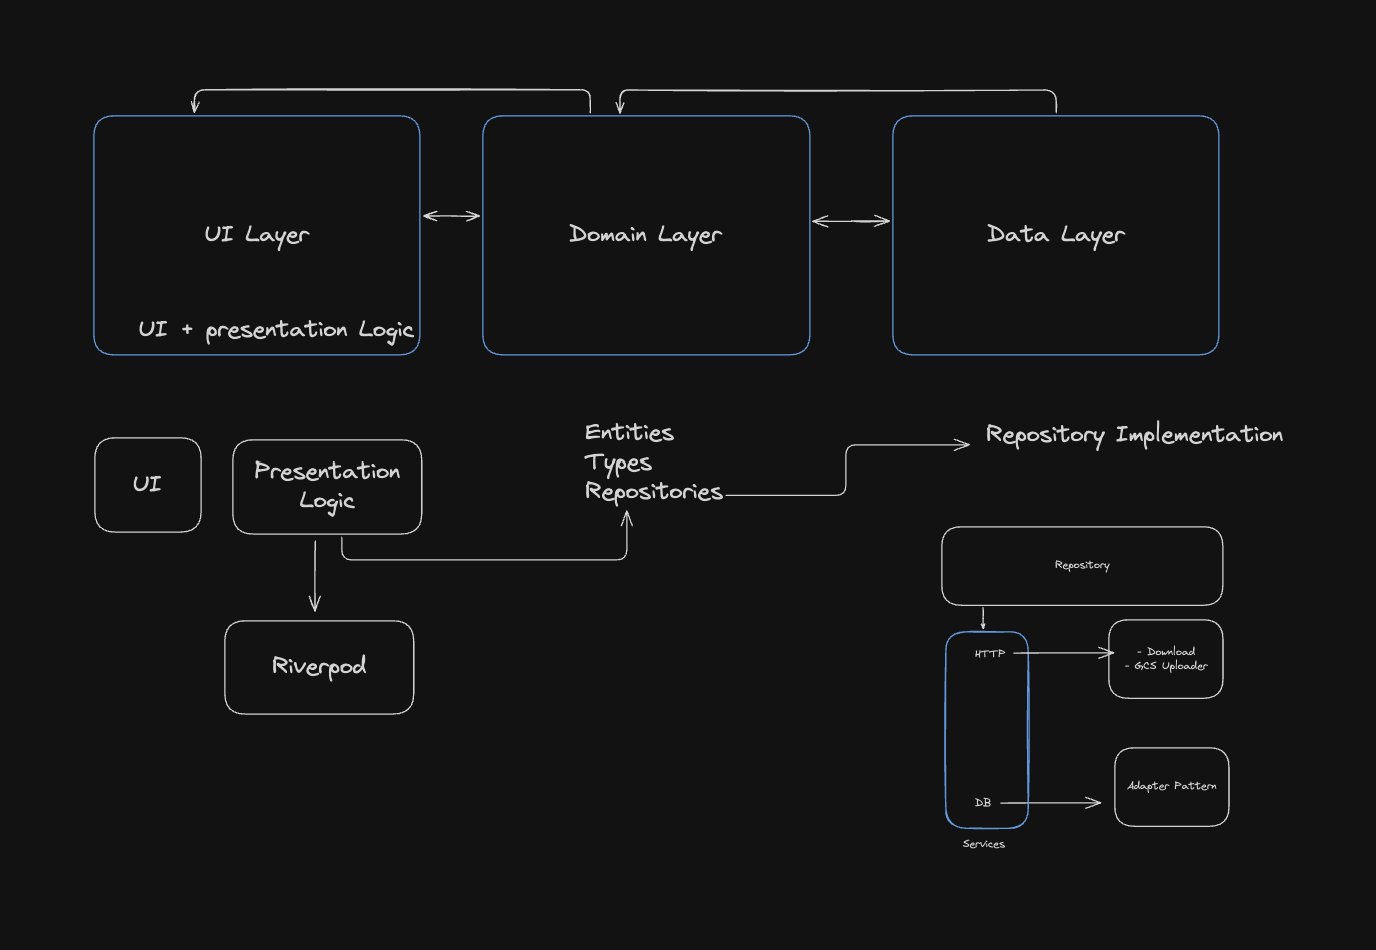 UI Layer
Domain Layer
Data Layer
UI + presentation Logic
Entities
Types
Repositories
Repository Implementation
UI
Presentation
Logic
Riverpod
Repository
HTTP
- Download
- GCS Uploader
DB
Adapter Pattern
Services